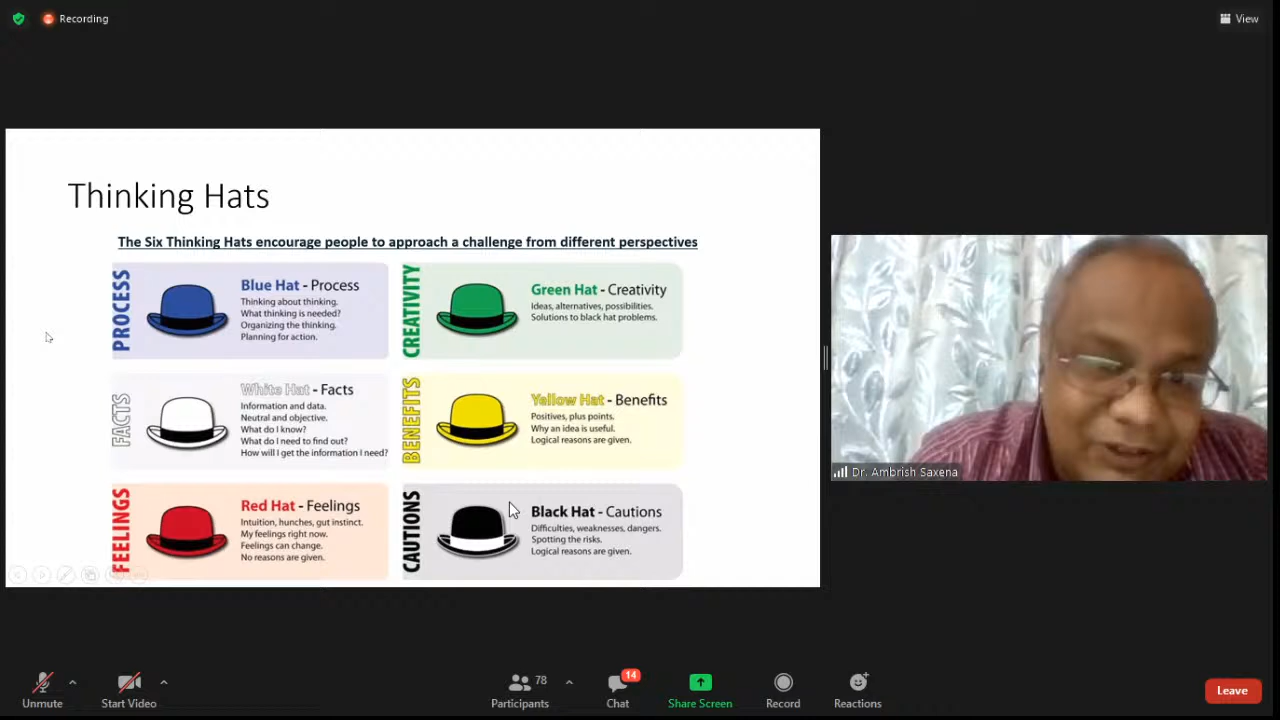 Recording
View
Thinking Hats
The Six Thinking Hats encourage people to approach a challenge from different perspectives
PROCESS
Blue Hat - Process
Thinking about thinking.
What thinking is needed?
Organizing the thinking.
Planning for action.
CREATIVITY
Green Hat - Creativity
Ideas, alternatives, possibilities.
Solutions to black hat problems.
FACTS
White Hat - Facts
Information and data.
Neutral and objective.
What do I know?
What do I need to find out?
How will I get the information I need?
BENEFITS
Yellow Hat - Benefits
Positives, plus points.
Why an idea is useful.
Logical reasons are given.
FEELINGS
Red Hat - Feelings
Intuition, hunches, gut instinct.
My feelings right now.
Feelings can change.
No reasons are given.
CAUTIONS
Black Hat - Cautions
Difficulties, weaknesses, dangers.
Spotting the risks.
Logical reasons are given.
Dr. Ambrish Saxena
Unmute
Start Video
78
Participants
14
Chat
Share Screen
Record
Reactions
Leave